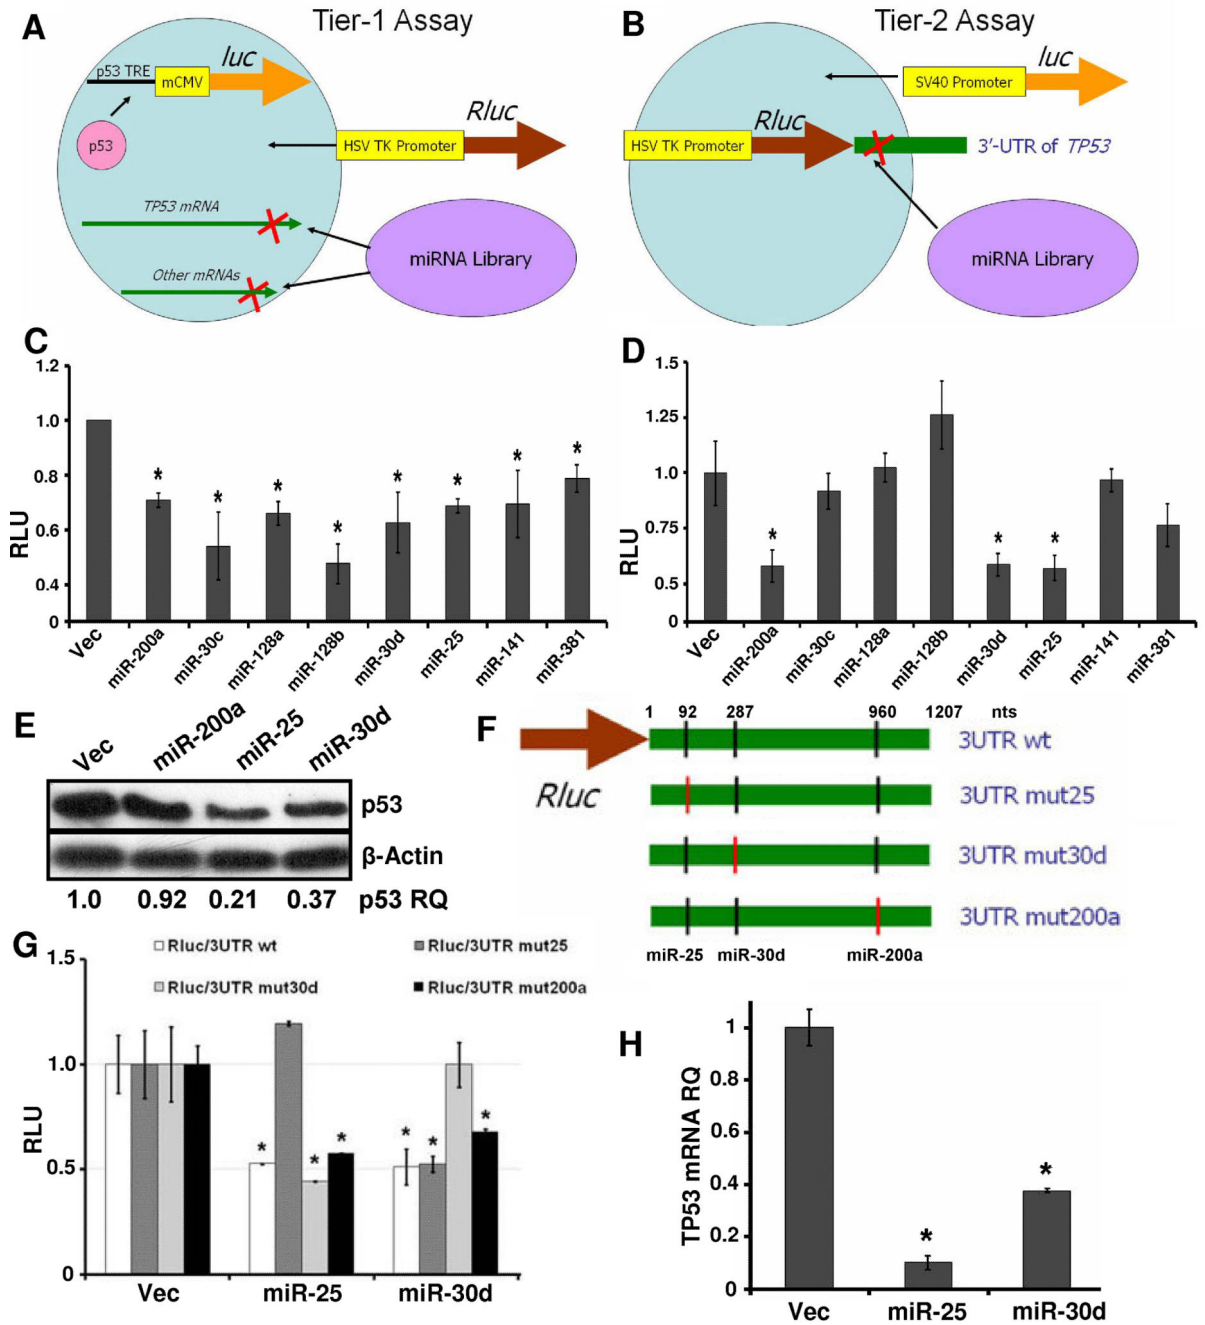 A
Tier-1 Assay
p53 TRE
mCMV
luc
p53
HSV TK Promoter
Rluc
TP53 mRNA
Other mRNAs
miRNA Library
B
Tier-2 Assay
SV40 Promoter
luc
HSV TK Promoter
Rluc
3'-UTR of TP53
miRNA Library
C
RLU
1.2
1.0
0.8
0.6
0.4
0
* * * * * * * *
Vec miR-200a miR-30c miR-128a miR-128b miR-30d miR-25 miR-141 miR-381
D
RLU
1.5
1.25
1.0
0.75
0.5
0
* * *
Vec miR-200a miR-30c miR-128a miR-128b miR-30d miR-25 miR-141 miR-381
E
Vec miR-200a miR-25 miR-30d
p53
β-Actin
1.0 0.92 0.21 0.37 p53 RQ
F
1 92 287 960 1207 nts
Rluc
3UTR wt
3UTR mut25
3UTR mut30d
3UTR mut200a
miR-25 miR-30d miR-200a
G
Rluc/3UTR wt Rluc/3UTR mut25
Rluc/3UTR mut30d Rluc/3UTR mut200a
RLU
1.5
1.0
0.5
0
* * * * * *
Vec miR-25 miR-30d
H
TP53 mRNA RQ
1
0.8
0.6
0.4
0.2
0
* *
Vec miR-25 miR-30d